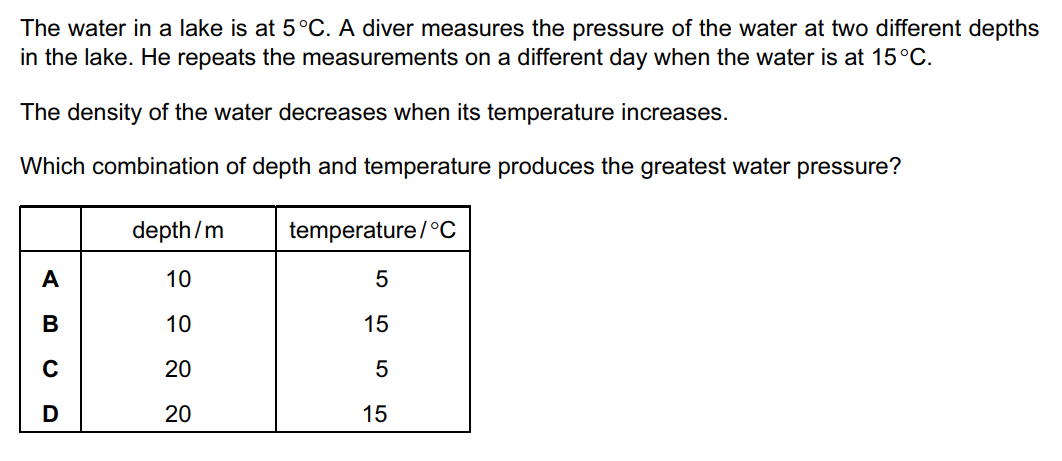 The water in a lake is at 5 °C. A diver measures the pressure of the water at two different depths
in the lake. He repeats the measurements on a different day when the water is at 15 °C.
The density of the water decreases when its temperature increases.
Which combination of depth and temperature produces the greatest water pressure?
depth / m temperature / °C
A 10 5
B 10 15
C 20 5
D 20 15